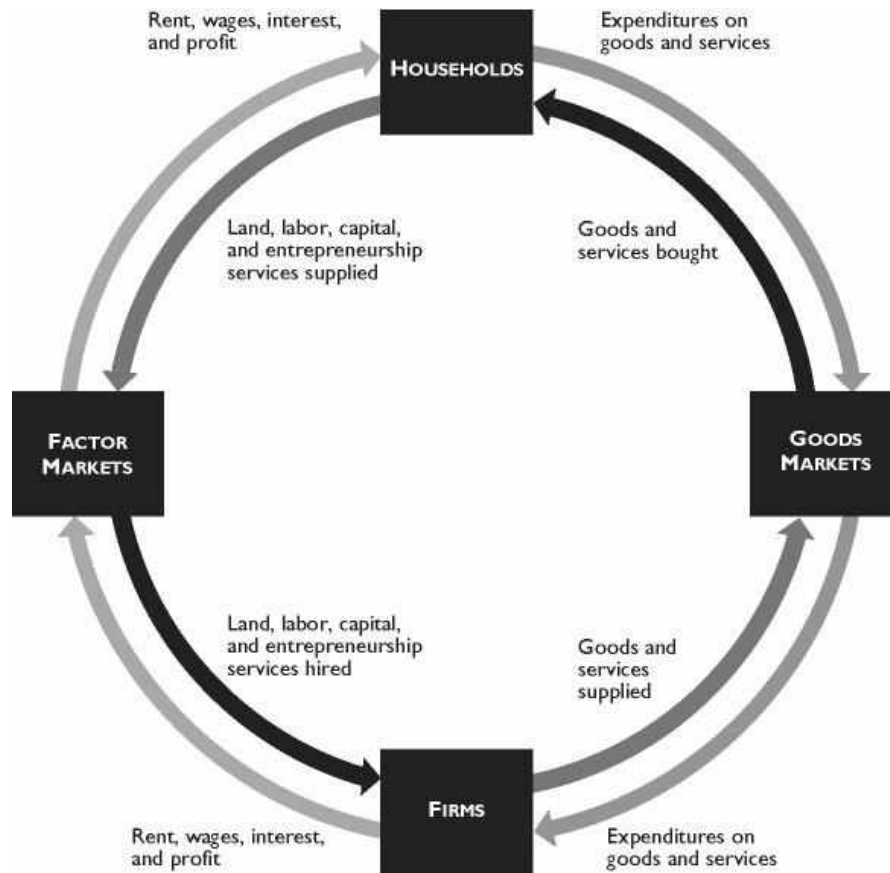 Rent, wages, interest,
and profit
HOUSEHOLDS
Expenditures on
goods and services
Land, labor, capital,
and entrepreneurship
services supplied
Goods and
services bought
FACTOR
MARKETS
GOODS
MARKETS
Land, labor, capital,
and entrepreneurship
services hired
Goods and
services
supplied
Rent, wages, interest,
and profit
FIRMS
Expenditures on
goods and services